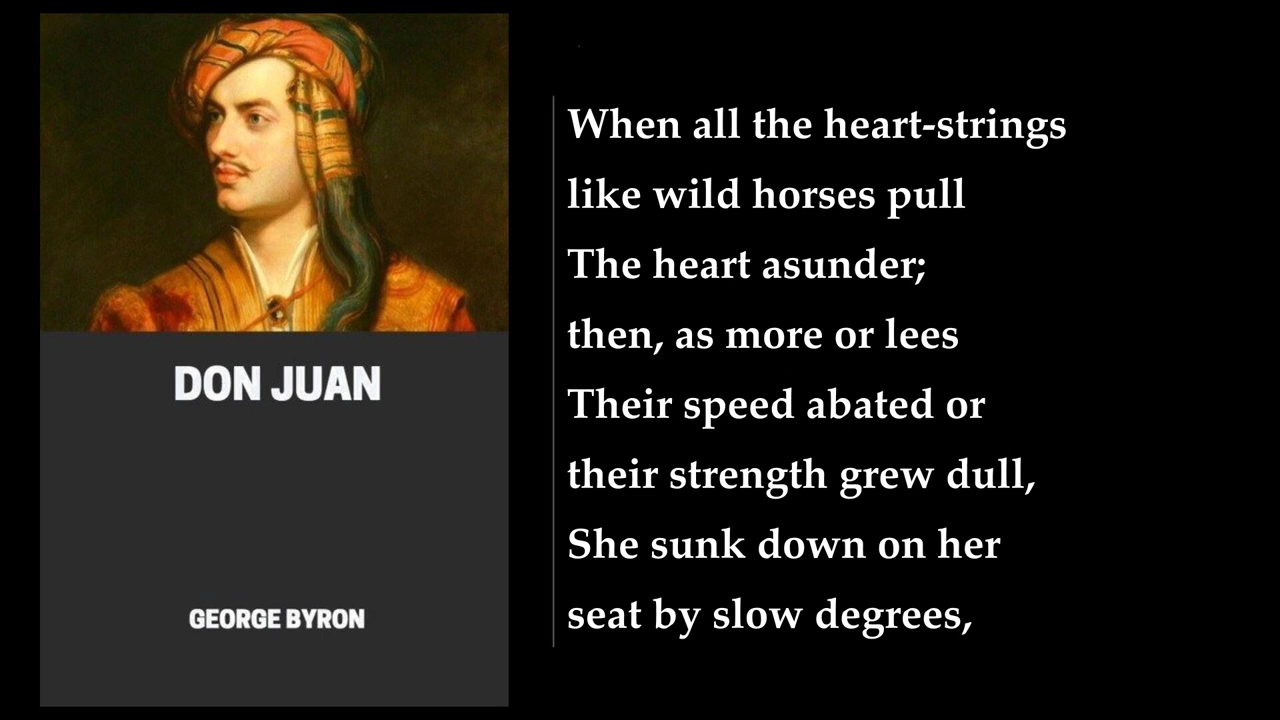 DON JUAN
GEORGE BYRON
When all the heart-strings
like wild horses pull
The heart asunder;
then, as more or lees
Their speed abated or
their strength grew dull,
She sunk down on her
seat by slow degrees,